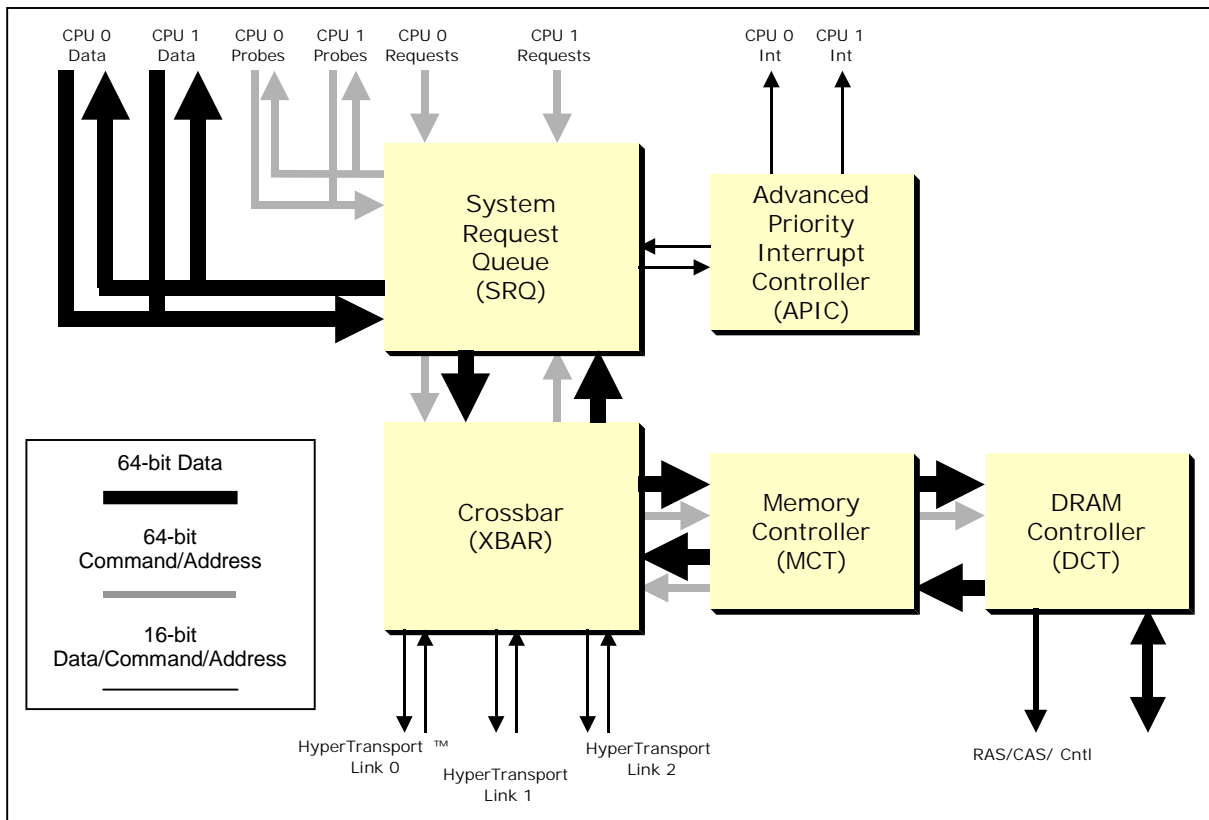 CPU 0
Data
CPU 1
Data
CPU 0
Probes
CPU 1
Probes
CPU 0
Requests
CPU 1
Requests
CPU 0
Int
CPU 1
Int
System
Request
Queue
(SRQ)
Advanced
Priority
Interrupt
Controller
(APIC)
64-bit Data
64-bit
Command/Address
16-bit
Data/Command/Address
Crossbar
(XBAR)
Memory
Controller
(MCT)
DRAM
Controller
(DCT)
HyperTransport ™
Link 0
HyperTransport
Link 1
HyperTransport
Link 2
RAS/CAS/ Cntl